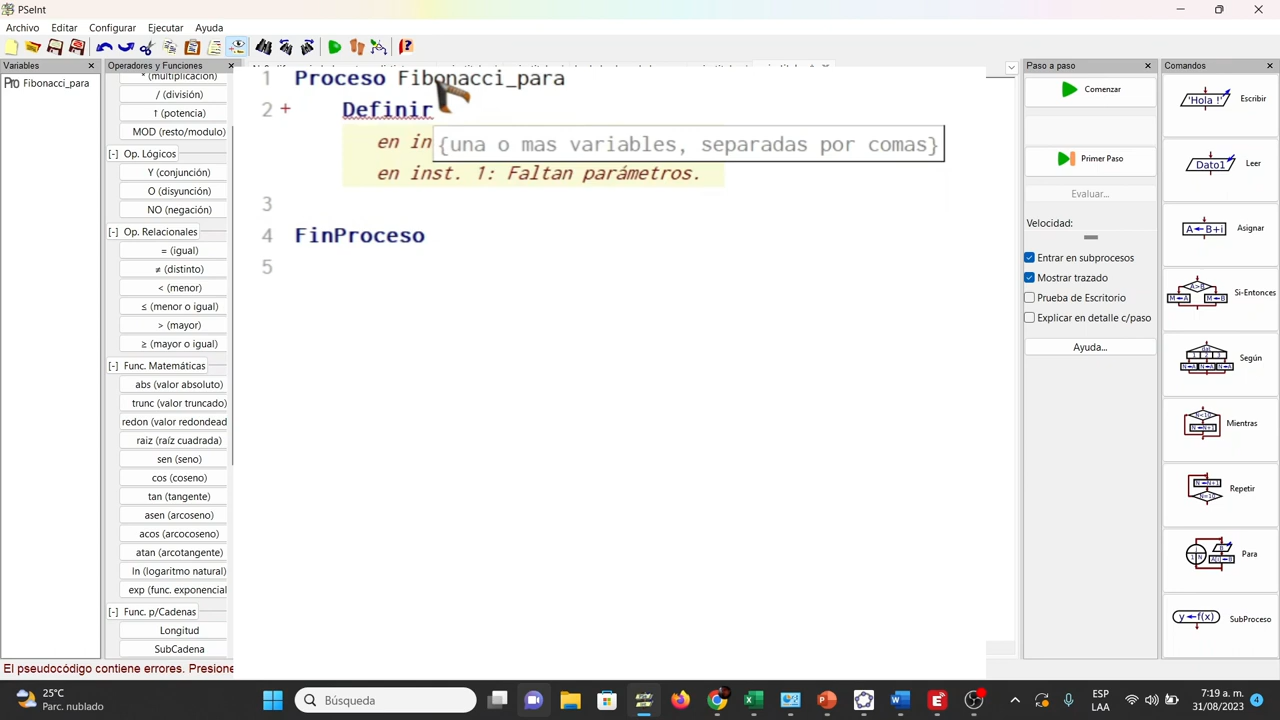 PSeInt
Archivo Editar Configurar Ejecutar Ayuda
Variables
Fibonacci_para
Operadores y Funciones
* (multiplicación)
/ (división)
↑ (potencia)
MOD (resto/modulo)
[-] Op. Lógicos
Y (conjunción)
O (disyunción)
NO (negación)
[-] Op. Relacionales
= (igual)
≠ (distinto)
< (menor)
≤ (menor o igual)
> (mayor)
≥ (mayor o igual)
[-] Func. Matemáticas
abs (valor absoluto)
trunc (valor truncado)
redon (valor redondead
raiz (raíz cuadrada)
sen (seno)
cos (coseno)
tan (tangente)
asen (arcoseno)
acos (arcocoseno)
atan (arcotangente)
ln (logaritmo natural)
exp (func. exponencial
[-] Func. p/Cadenas
Longitud
SubCadena
1 Proceso Fibonacci_para
2 + Definir
en in
{una o mas variables, separadas por comas}
en inst. 1: Faltan parámetros.
3
4 FinProceso
5
Paso a paso
Comenzar
Primer Paso
Evaluar...
Velocidad:
Entrar en subprocesos
Mostrar trazado
Prueba de Escritorio
Explicar en detalle c/paso
Ayuda...
Comandos
'Hola !' Escribir
Dato1 Leer
A←B+i Asignar
A>B M←A M←B Si-Entonces
Según
Mientras
Repetir
Para
y←f(x) SubProceso
El pseudocódigo contiene errores. Presione
25°C
Parc. nublado
Búsqueda
ESP
LAA
7:19 a. m.
31/08/2023
4